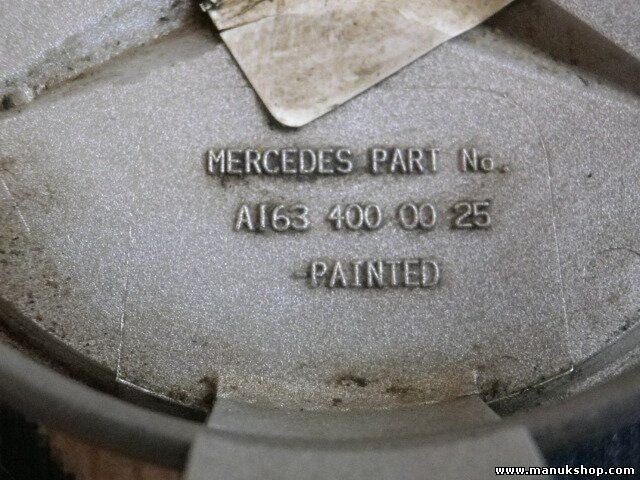 MERCEDES PART No.
A163 400 00 25
PAINTED
www.manukshop.com